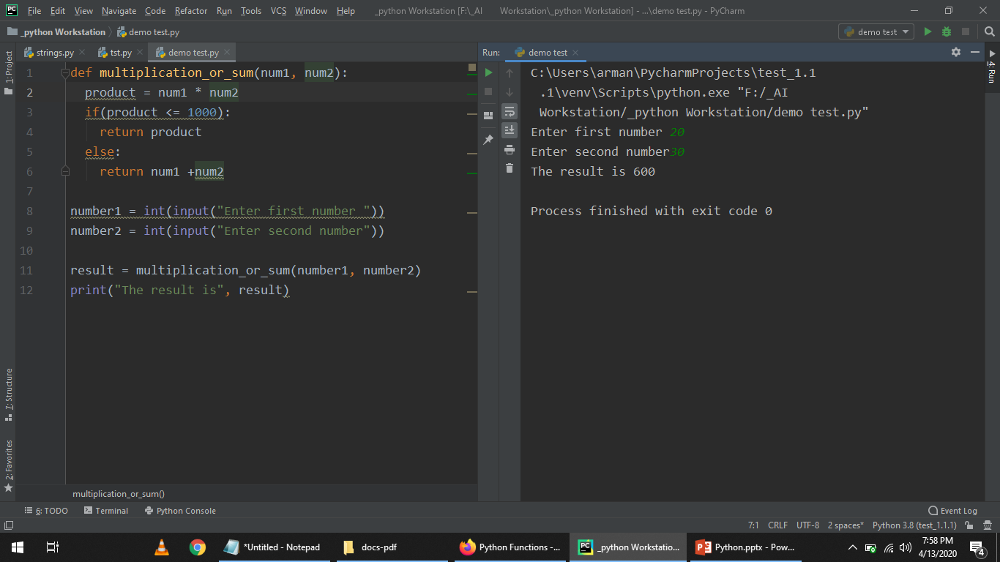 PC File Edit View Navigate Code Refactor Run Tools VCS Window Help _python Workstation [F:\_AI Workstation\_python Workstation] - ...\demo test.py - PyCharm
_python Workstation demo test.py demo test
1: Project
strings.py tst.py demo test.py
1 def multiplication_or_sum(num1, num2):
2 product = num1 * num2
3 if(product <= 1000):
4 return product
5 else:
6 return num1 +num2
7
8 number1 = int(input("Enter first number "))
9 number2 = int(input("Enter second number"))
10
11 result = multiplication_or_sum(number1, number2)
12 print("The result is", result)
multiplication_or_sum()
Run: demo test
C:\Users\arman\PycharmProjects\test_1.1
.1\venv\Scripts\python.exe "F:/_AI
Workstation/_python Workstation/demo test.py"
Enter first number 20
Enter second number30
The result is 600
Process finished with exit code 0
4: Run
7: Structure
2: Favorites
6: TODO Terminal Python Console Event Log
7:1 CRLF UTF-8 2 spaces* Python 3.8 (test_1.1.1)
*Untitled - Notepad docs-pdf Python Functions -... PC _python Workstatio... Python.pptx - Pow...
7:58 PM
4/13/2020
4